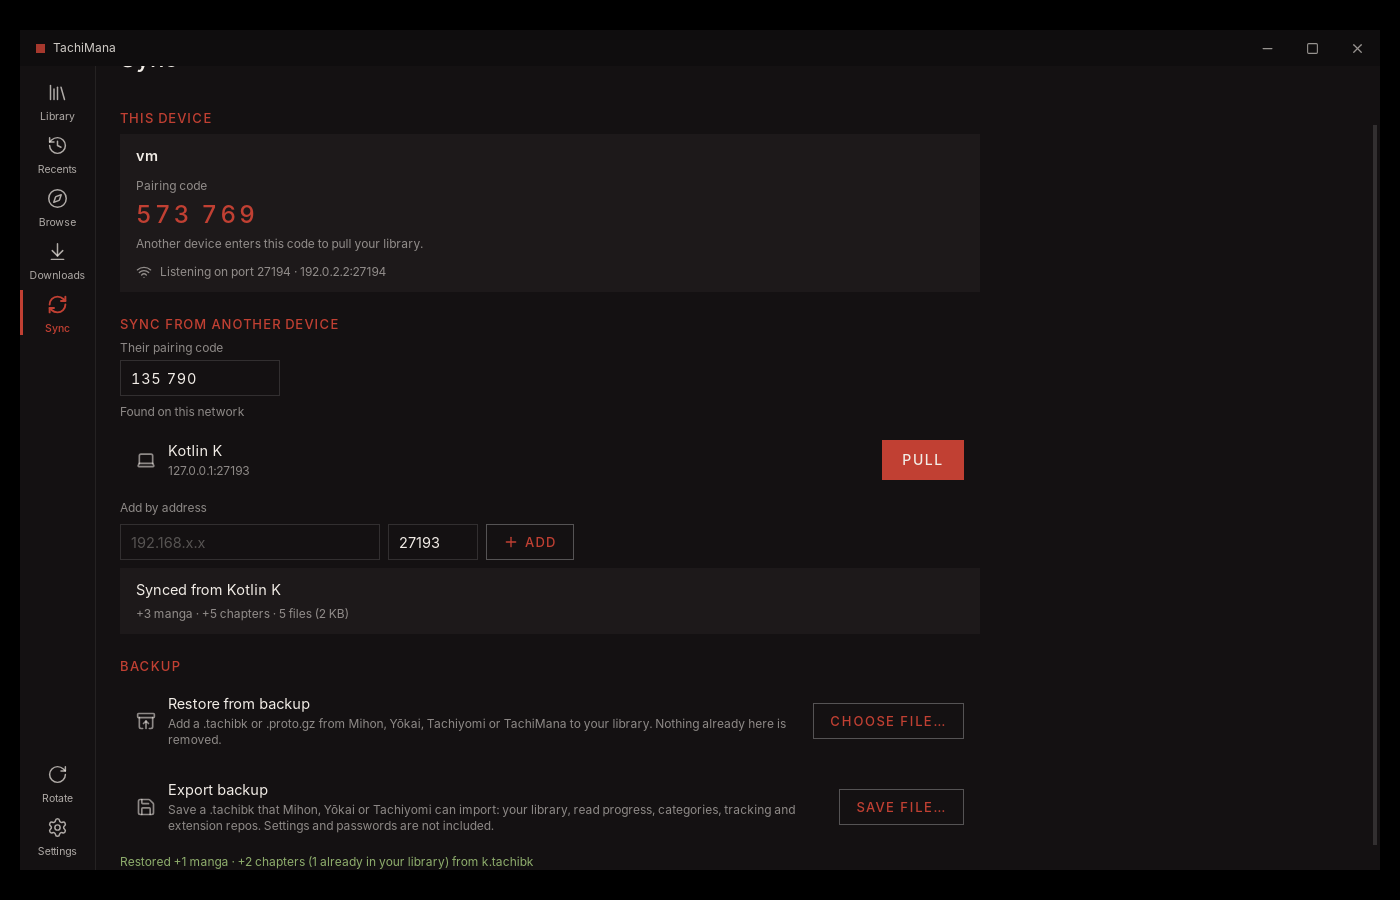 TachiMana
Sync
Library
Recents
Browse
Downloads
Sync
Rotate
Settings
THIS DEVICE
vm
Pairing code
573 769
Another device enters this code to pull your library.
Listening on port 27194 · 192.0.2.2:27194
SYNC FROM ANOTHER DEVICE
Their pairing code
135 790
Found on this network
Kotlin K
127.0.0.1:27193
PULL
Add by address
192.168.x.x
27193
ADD
Synced from Kotlin K
+3 manga · +5 chapters · 5 files (2 KB)
BACKUP
Restore from backup
Add a .tachibk or .proto.gz from Mihon, Yōkai, Tachiyomi or TachiMana to your library. Nothing already here is
removed.
CHOOSE FILE…
Export backup
Save a .tachibk that Mihon, Yōkai or Tachiyomi can import: your library, read progress, categories, tracking and
extension repos. Settings and passwords are not included.
SAVE FILE…
Restored +1 manga · +2 chapters (1 already in your library) from k.tachibk